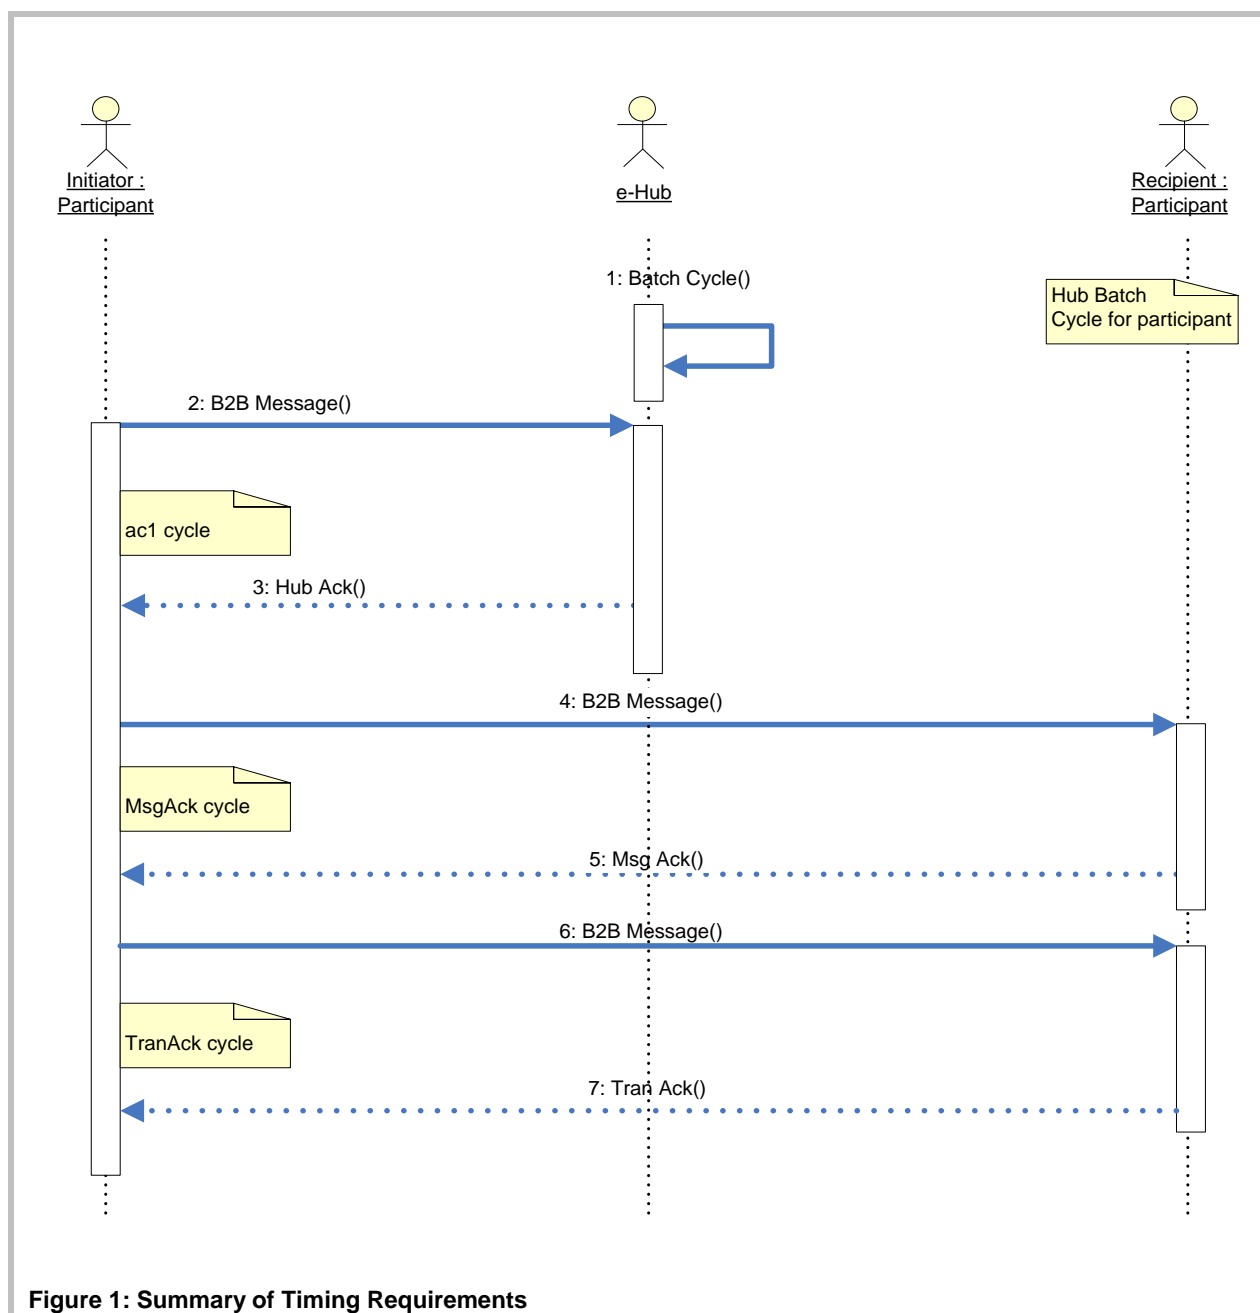 Initiator :
Participant
e-Hub
Recipient :
Participant
1: Batch Cycle()
Hub Batch
Cycle for participant
2: B2B Message()
ac1 cycle
3: Hub Ack()
4: B2B Message()
MsgAck cycle
5: Msg Ack()
6: B2B Message()
TranAck cycle
7: Tran Ack()
Figure 1: Summary of Timing Requirements